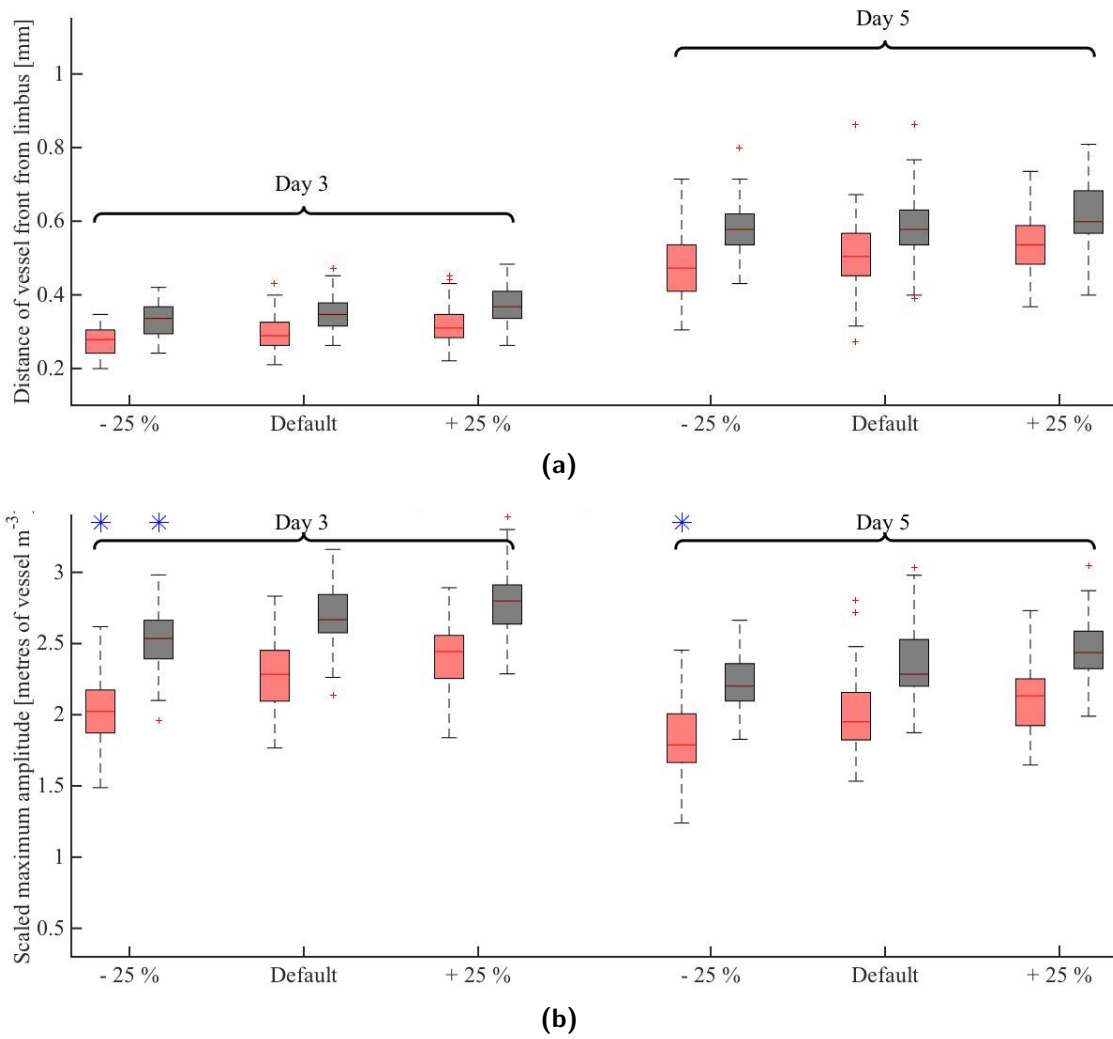 Distance of vessel front from limbus [mm]
Day 5
1
0.8
Day 3
0.6
0.4
0.2
- 25 %
Default
+ 25 %
- 25 %
Default
+ 25 %
(a)
Scaled maximum amplitude [metres of vessel m⁻³
Day 3
Day 5
3
2.5
2
1.5
1
0.5
- 25 %
Default
+ 25 %
- 25 %
Default
+ 25 %
(b)